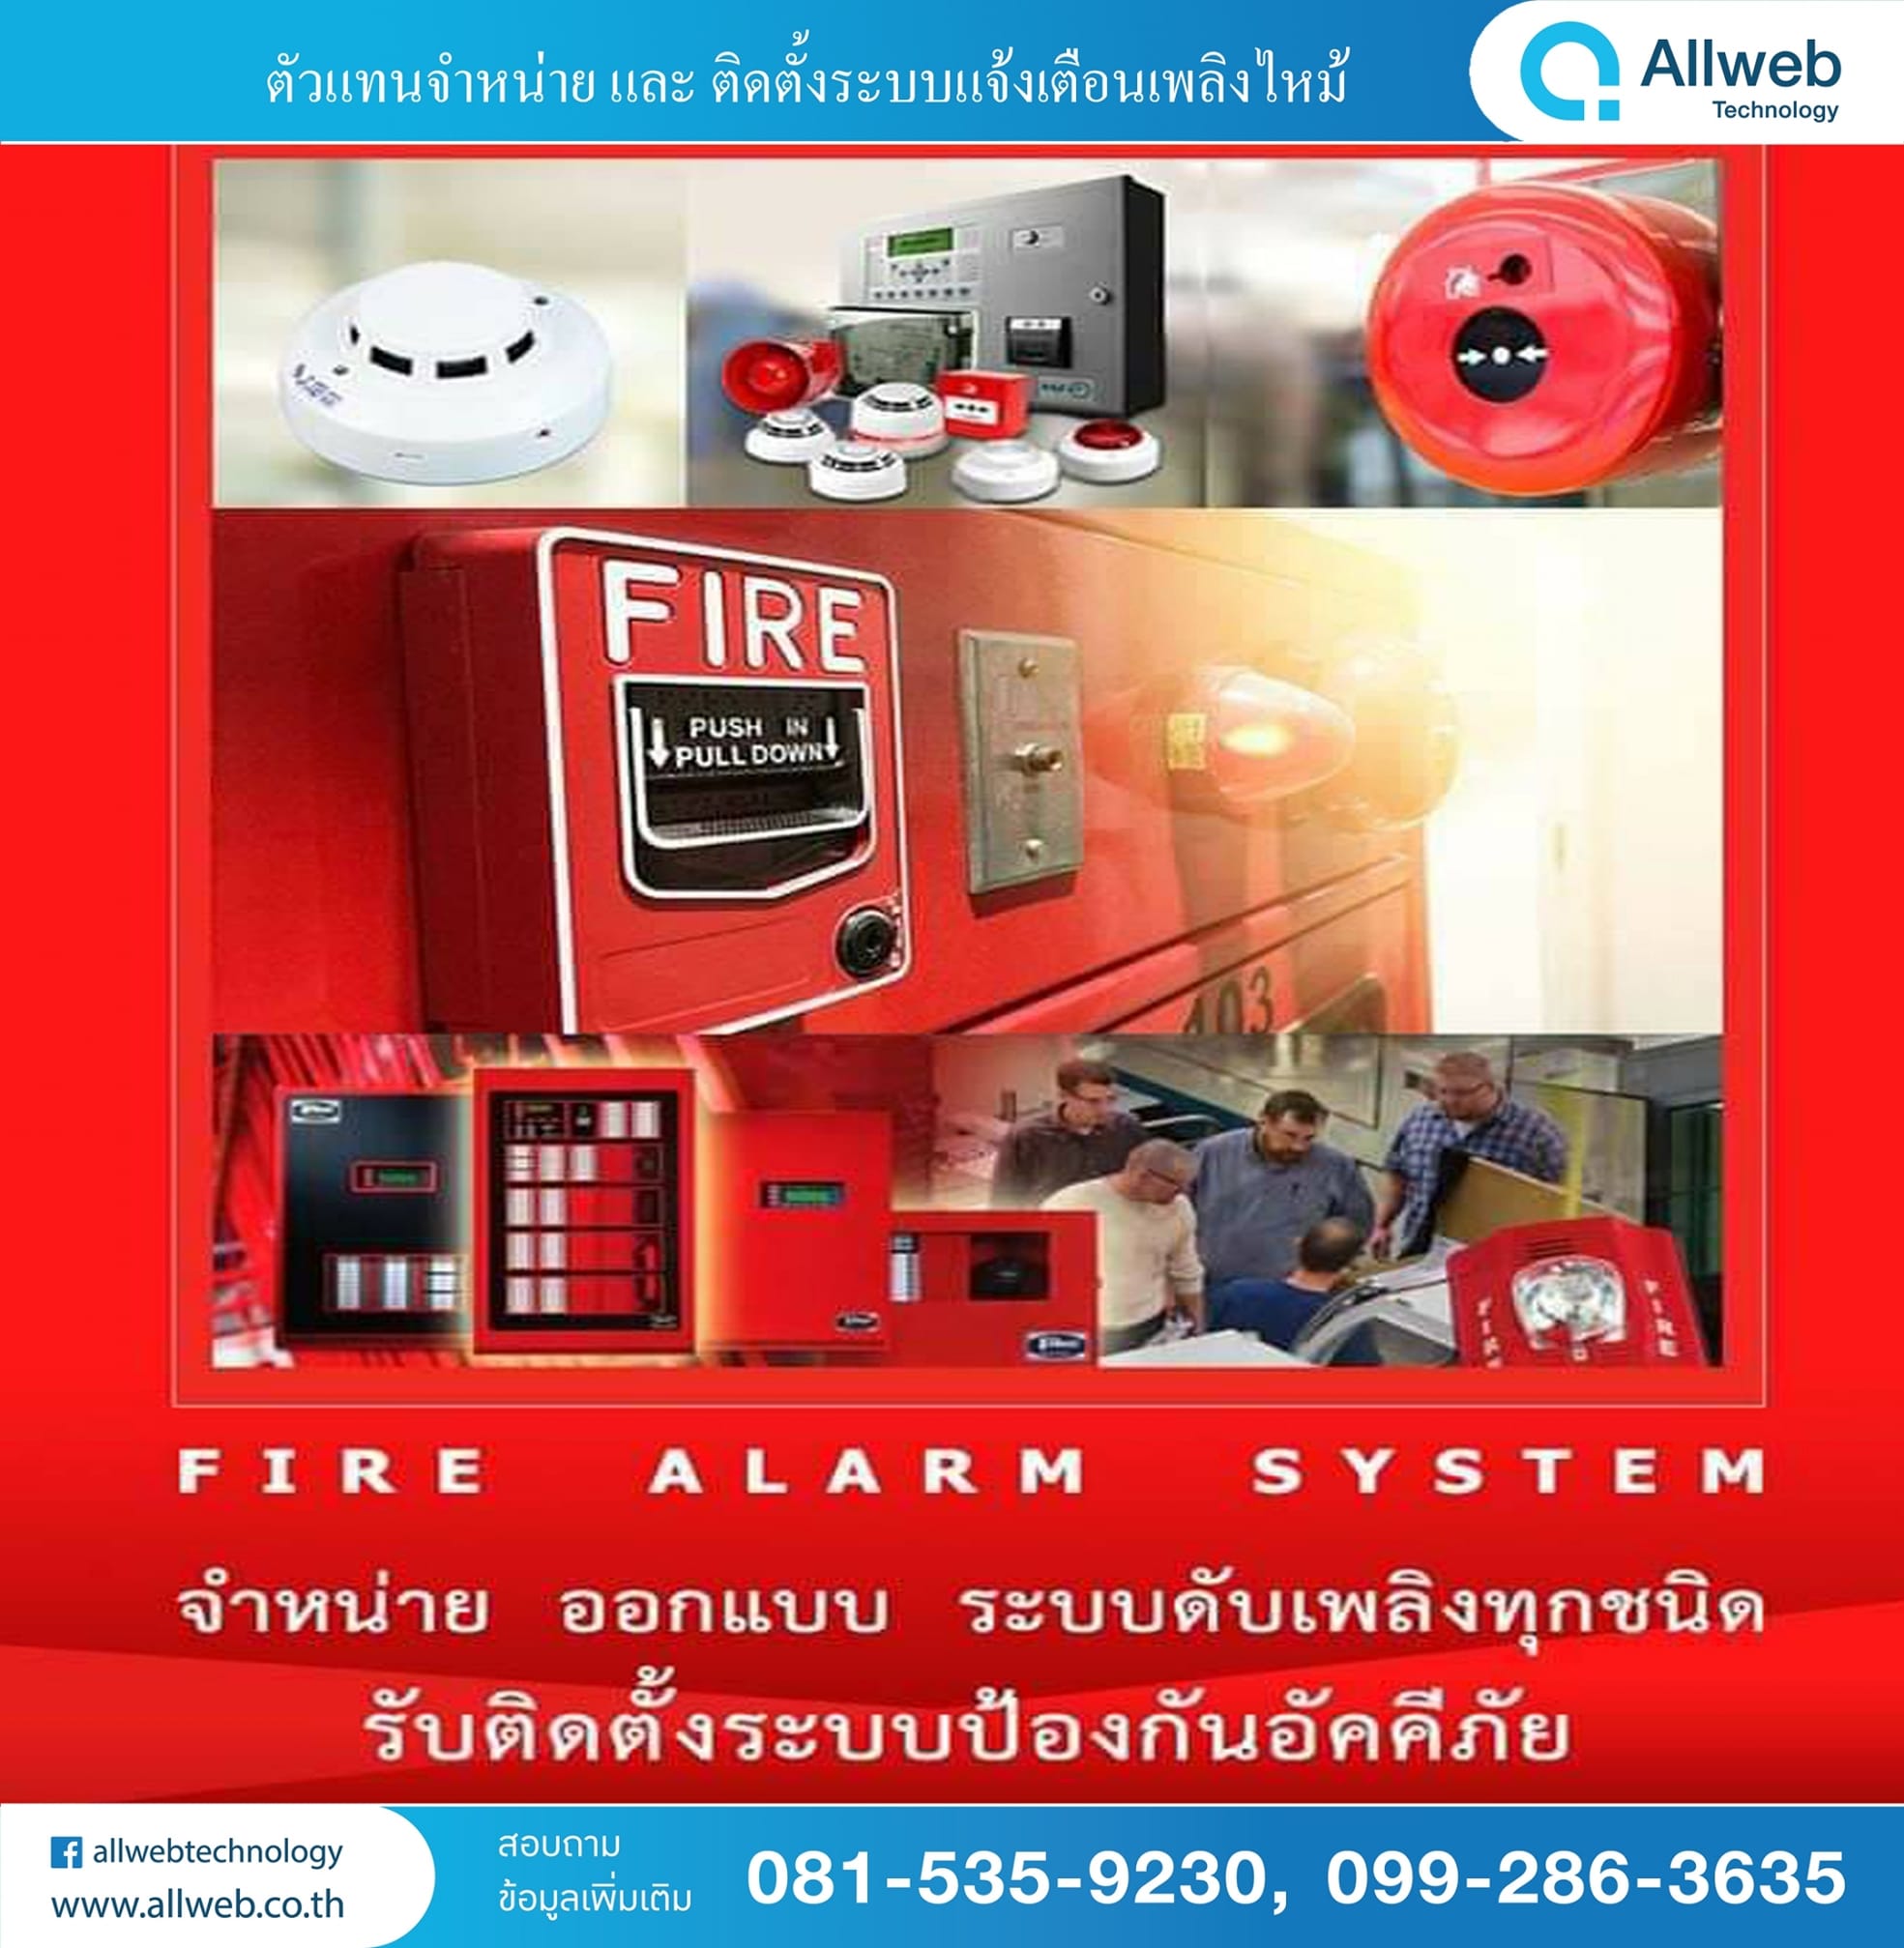 ตัวแทนจำหน่าย และ ติดตั้งระบบแจ้งเตือนเพลิงไหม้
Allweb
Technology
FIRE
PUSH IN
PULL DOWN
FIRE
FIRE ALARM SYSTEM
จำหน่าย ออกแบบ ระบบดับเพลิงทุกชนิด
รับติดตั้งระบบป้องกันอัคคีภัย
allwebtechnology
www.allweb.co.th
สอบถาม
ข้อมูลเพิ่มเติม
081-535-9230, 099-286-3635